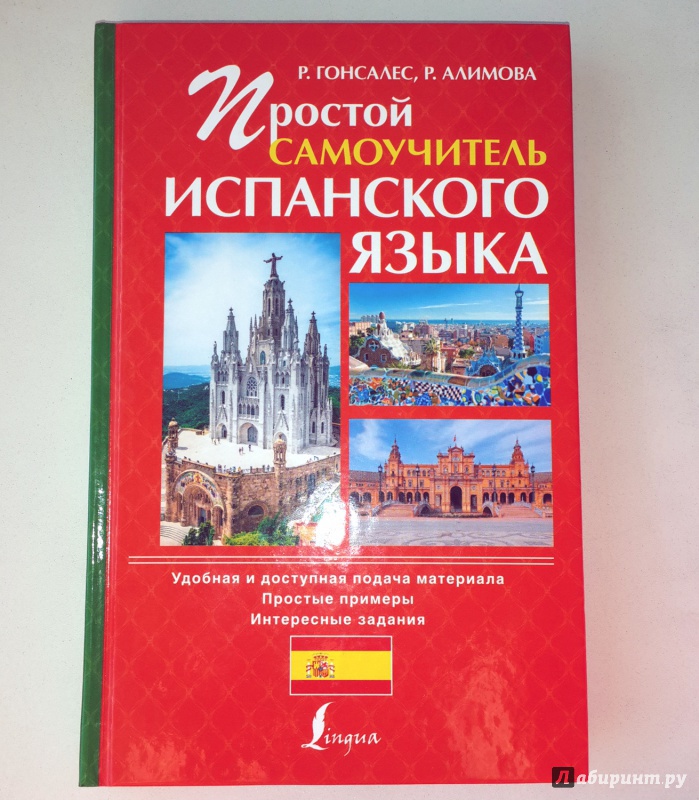 Р. ГОНСАЛЕС, Р. АЛИМОВА
Простой
САМОУЧИТЕЛЬ
ИСПАНСКОГО
ЯЗЫКА
Удобная и доступная подача материала
Простые примеры
Интересные задания
Lingua
Лабиринт.ру